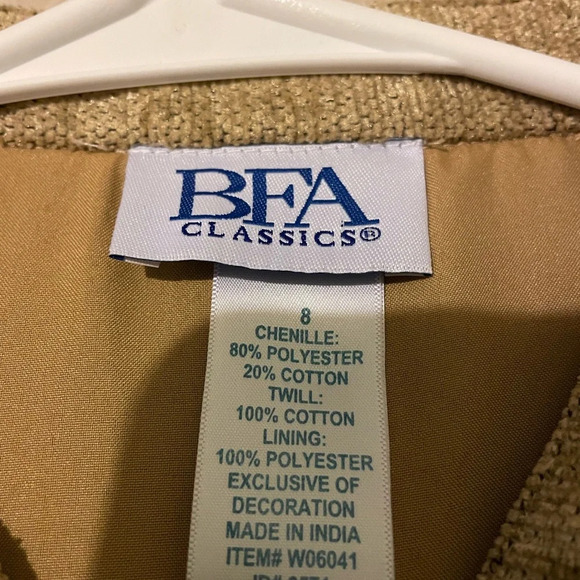 BFA
CLASSICS®
8
CHENILLE:
80% POLYESTER
20% COTTON
TWILL:
100% COTTON
LINING:
100% POLYESTER
EXCLUSIVE OF
DECORATION
MADE IN INDIA
ITEM# W06041